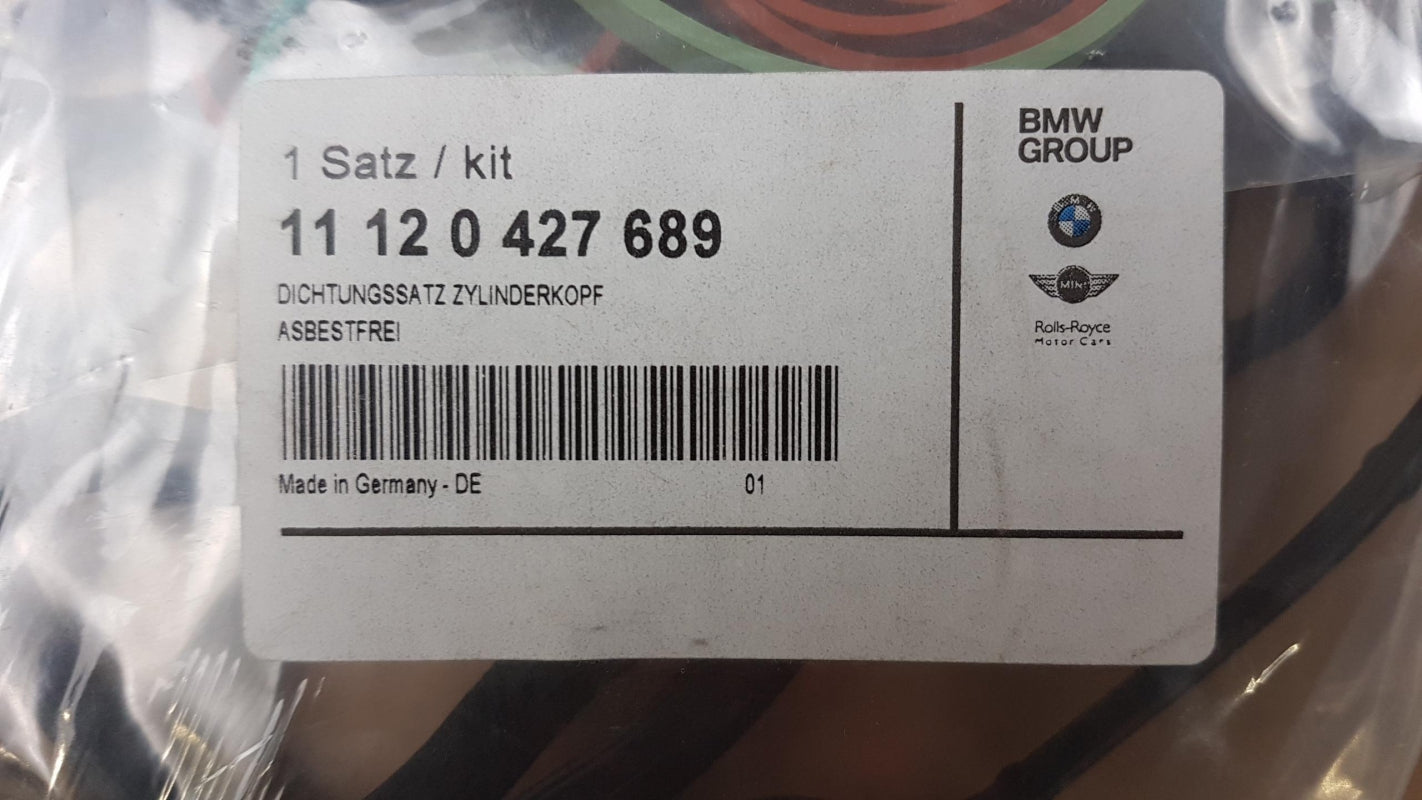 1 Satz / kit
11 12 0 427 689
DICHTUNGSSATZ ZYLINDERKOPF
ASBESTFREI
Made in Germany - DE 01
BMW
GROUP
BMW
MINI
Rolls-Royce
Motor Cars